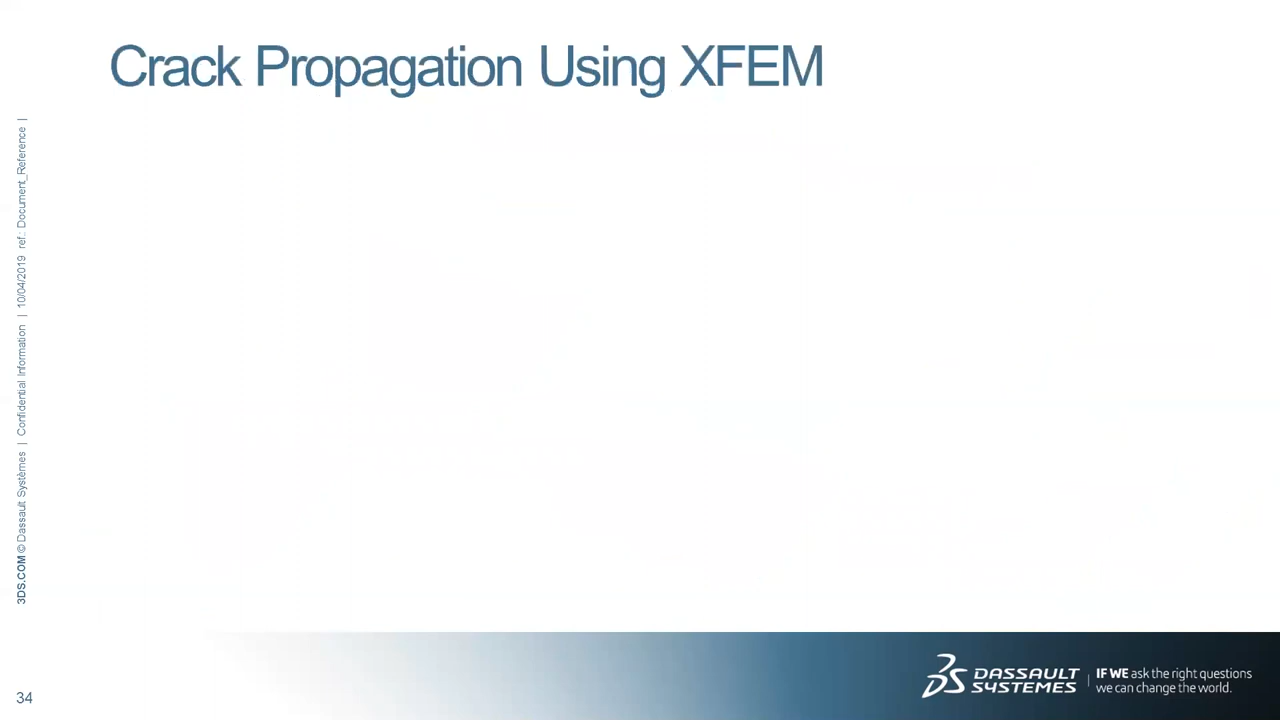 Crack Propagation Using XFEM
3DS.COM © Dassault Systèmes | Confidential Information | 10/04/2019 ref.: Document_Reference |
34
DASSAULT
SYSTEMES
IF WE ask the right questions
we can change the world.